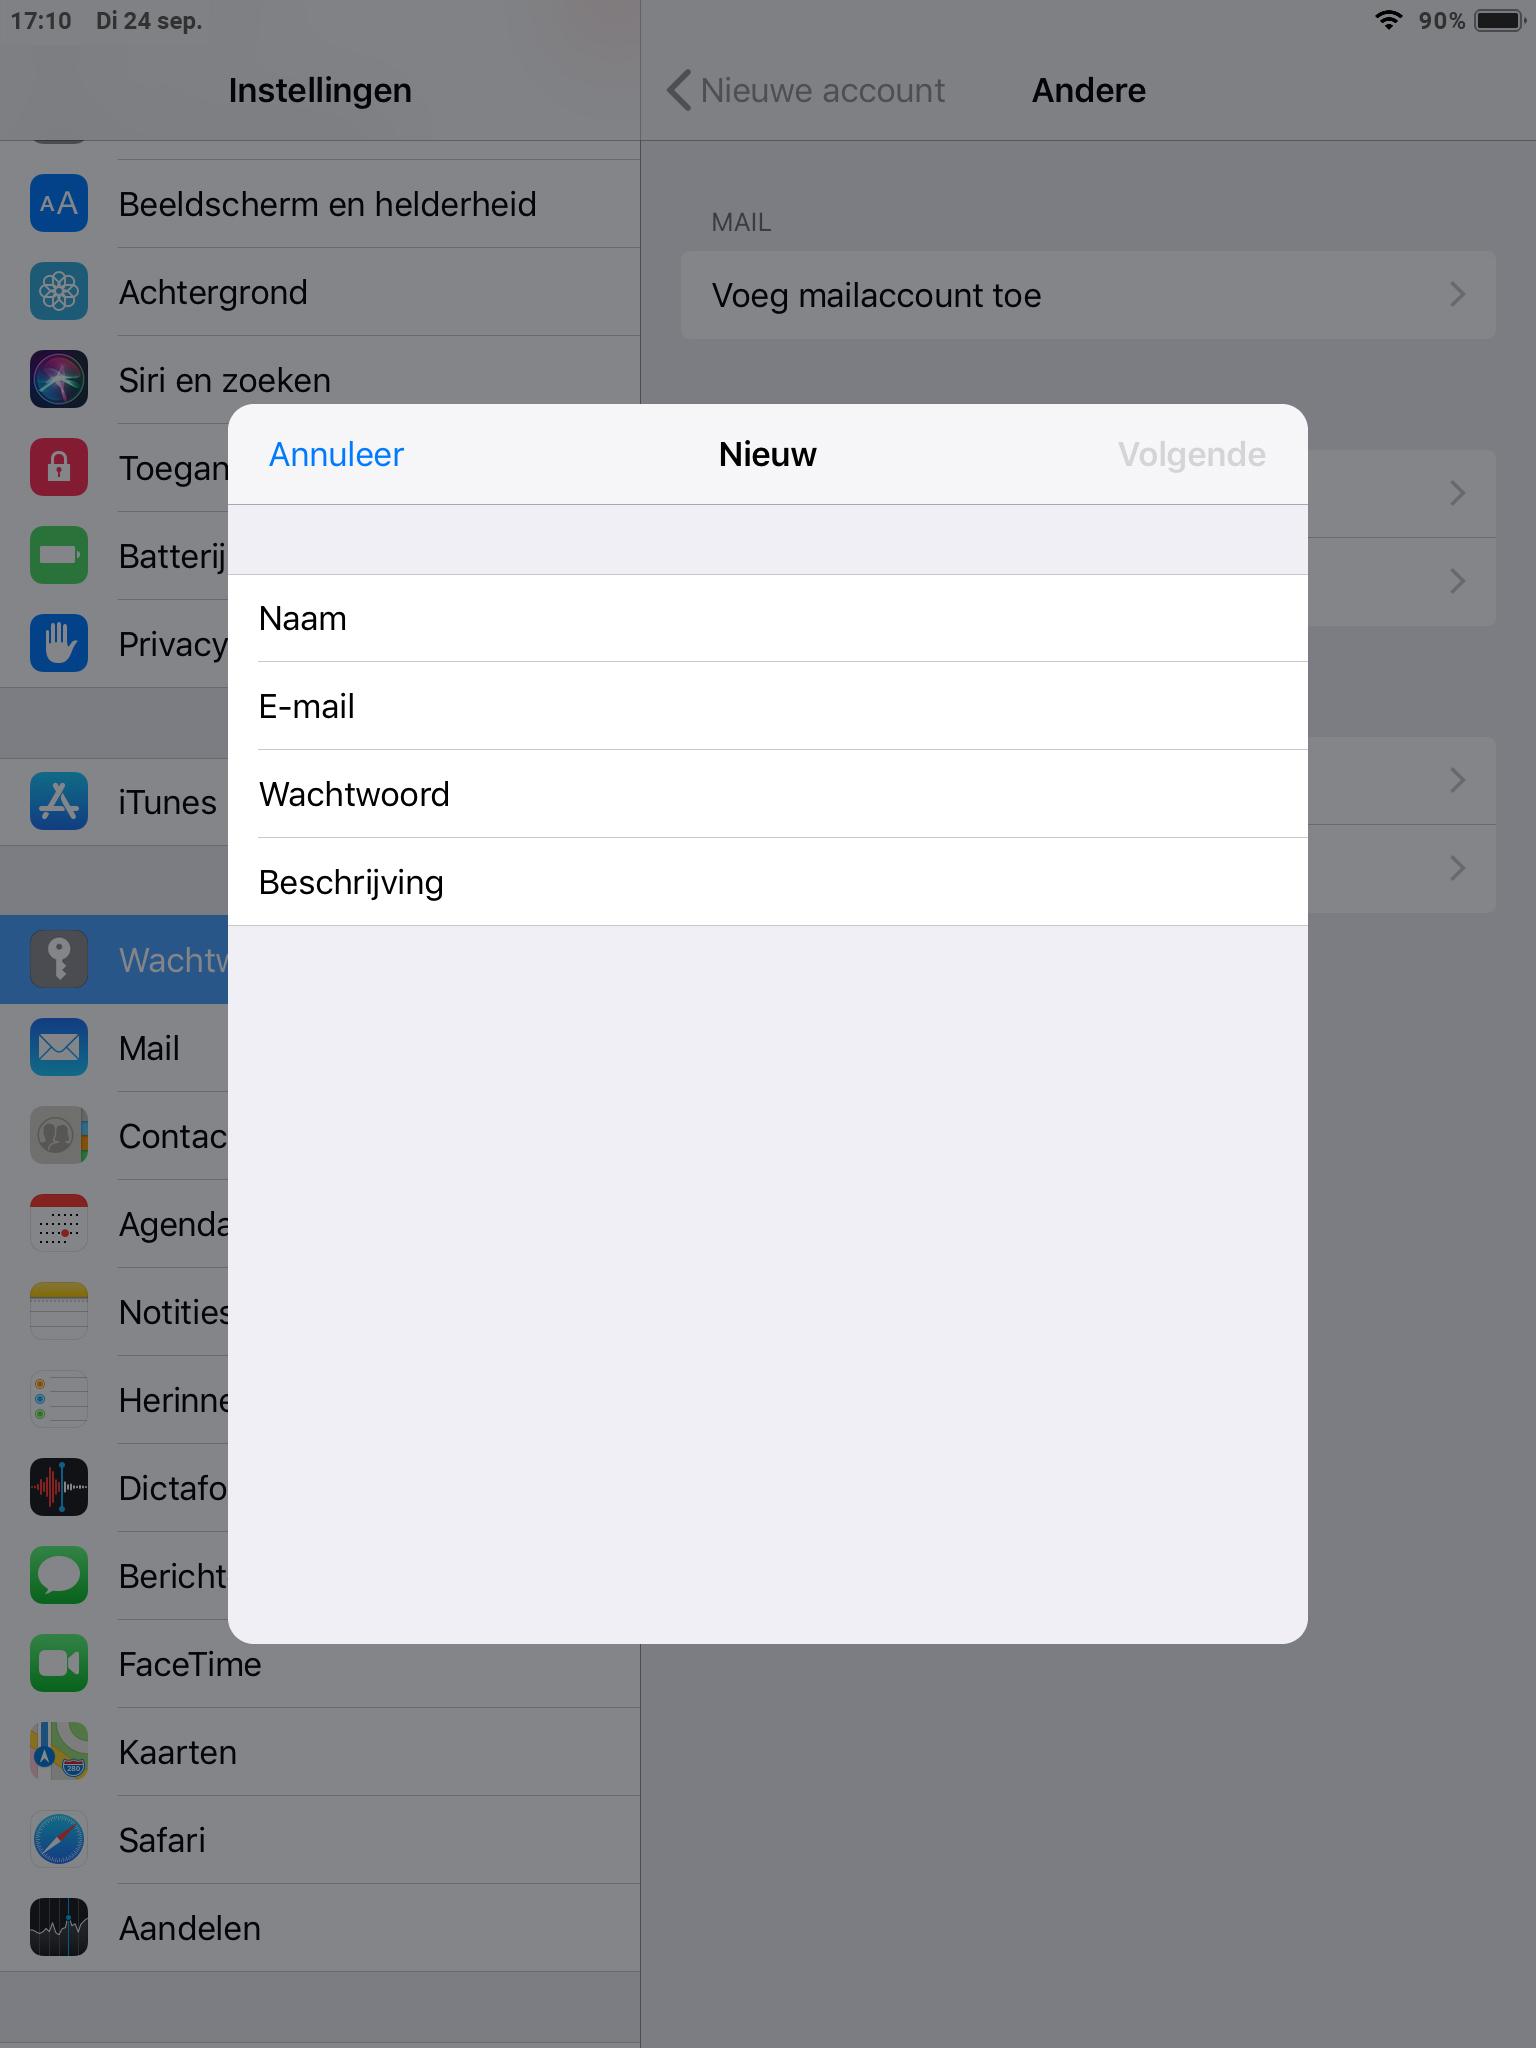 17:10 Di 24 sep.
90%
Instellingen
Nieuwe account
Andere
Beeldscherm en helderheid
Achtergrond
Siri en zoeken
Toegan
Batterij
Privacy
iTunes
Wachtw
Mail
Contac
Agenda
Notities
Herinne
Dictafo
Bericht
FaceTime
Kaarten
Safari
Aandelen
MAIL
Voeg mailaccount toe
Annuleer
Nieuw
Volgende
Naam
E-mail
Wachtwoord
Beschrijving